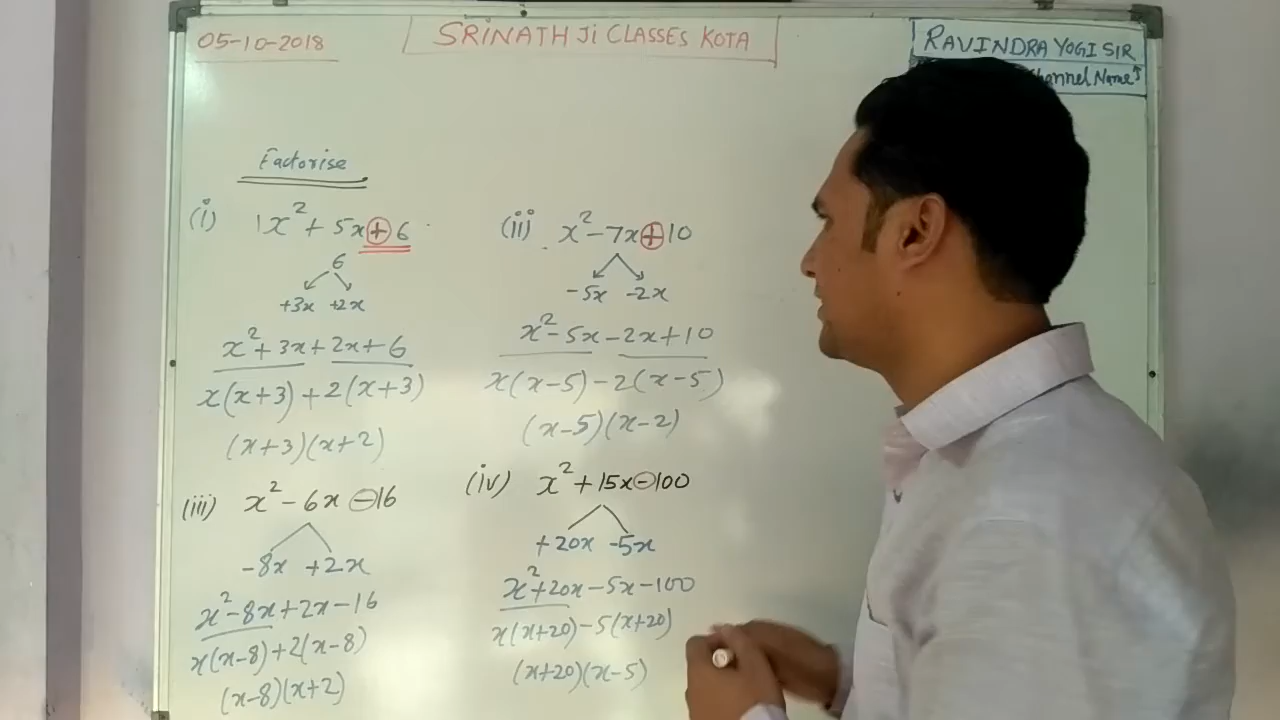 05-10-2018
SRINATH Ji CLASSES KOTA
RAVINDRA YOGI SIR
Channel Name↑
Factorise
(i) 1x² + 5x + 6
6
+3x +2x
x² + 3x + 2x + 6
x(x+3) + 2(x+3)
(x+3)(x+2)
(ii) x² - 7x + 10
-5x -2x
x² - 5x - 2x + 10
x(x-5) - 2(x-5)
(x-5)(x-2)
(iii) x² - 6x - 16
-8x +2x
x² - 8x + 2x - 16
x(x-8) + 2(x-8)
(x-8)(x+2)
(iv) x² + 15x - 100
+20x -5x
x² + 20x - 5x - 100
x(x+20) - 5(x+20)
(x+20)(x-5)